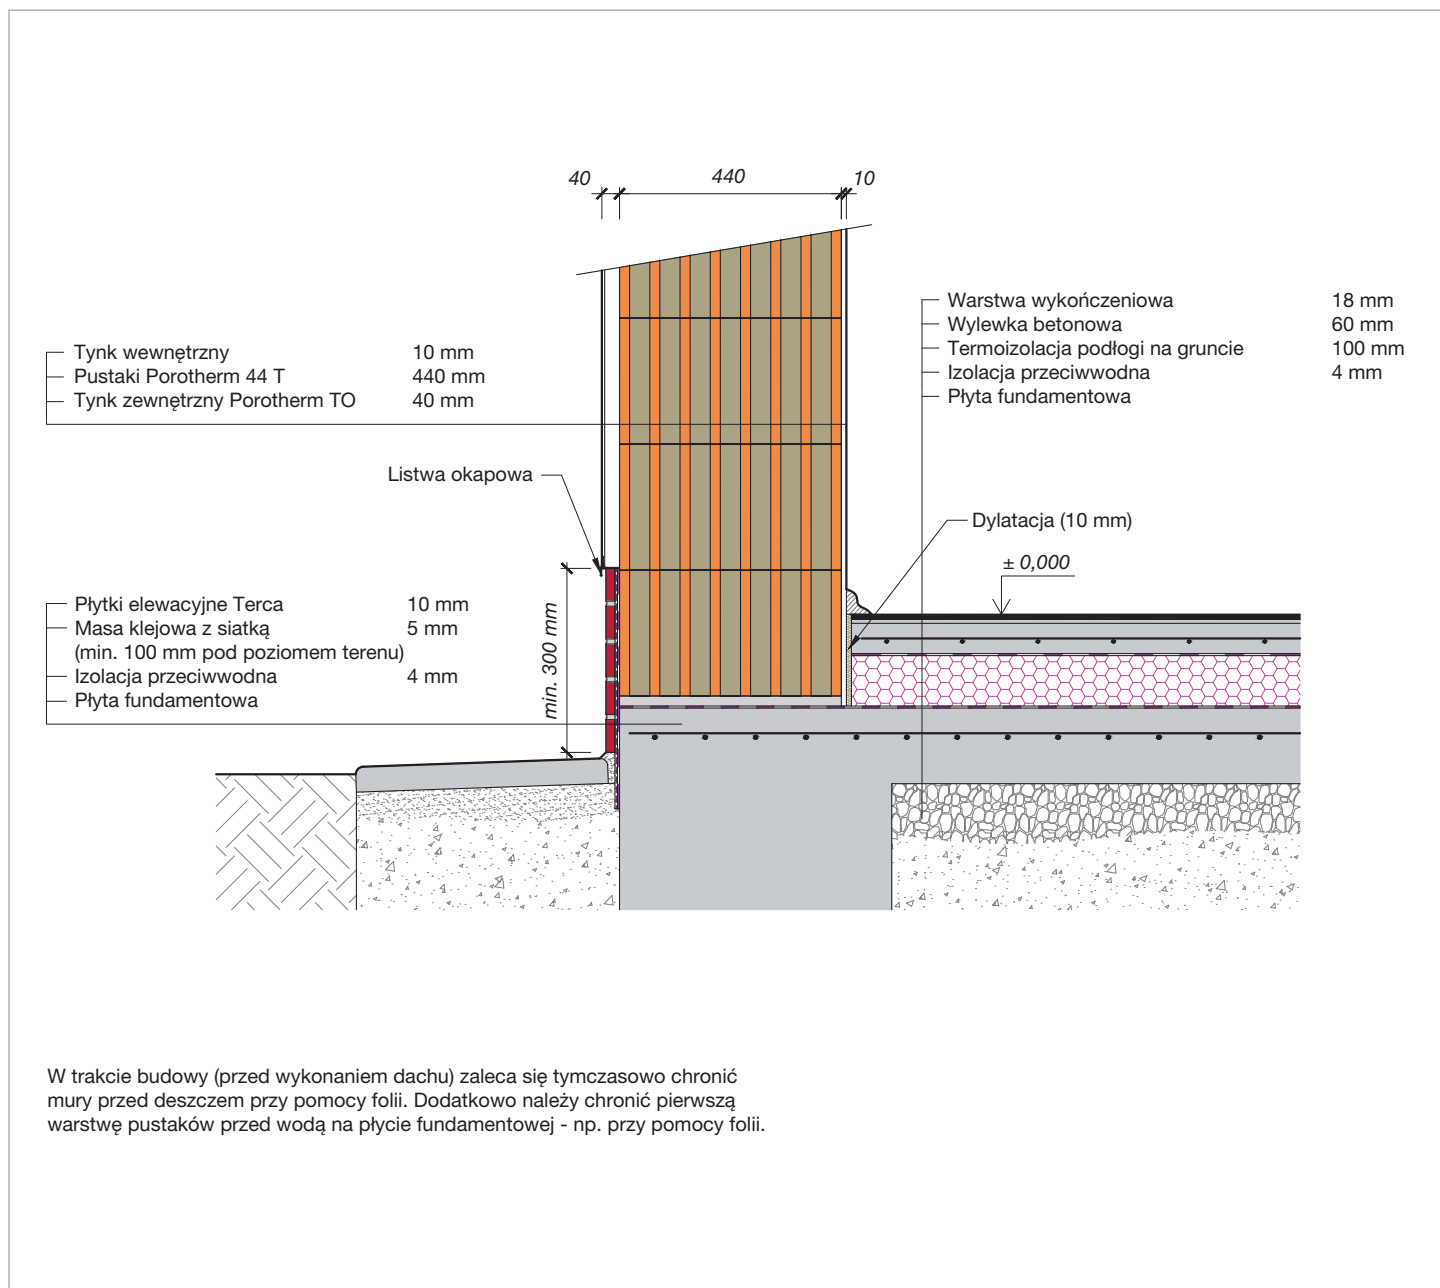 40 440 10
Warstwa wykończeniowa 18 mm
Wylewka betonowa 60 mm
Termoizolacja podłogi na gruncie 100 mm
Izolacja przeciwwodna 4 mm
Płyta fundamentowa
Tynk wewnętrzny 10 mm
Pustaki Porotherm 44 T 440 mm
Tynk zewnętrzny Porotherm TO 40 mm
Listwa okapowa
Dylatacja (10 mm)
± 0,000
Płytki elewacyjne Terca 10 mm
Masa klejowa z siatką 5 mm
(min. 100 mm pod poziomem terenu)
Izolacja przeciwwodna 4 mm
Płyta fundamentowa
min. 300 mm
W trakcie budowy (przed wykonaniem dachu) zaleca się tymczasowo chronić
mury przed deszczem przy pomocy folii. Dodatkowo należy chronić pierwszą
warstwę pustaków przed wodą na płycie fundamentowej - np. przy pomocy folii.